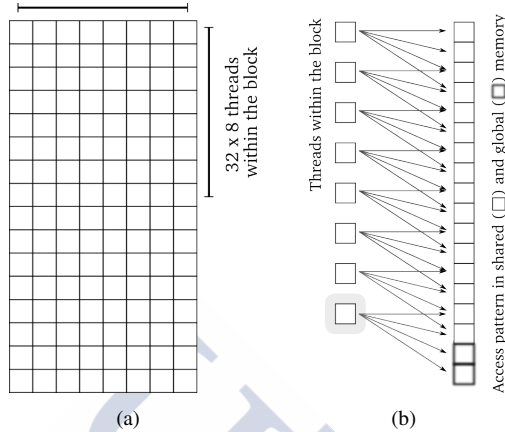 32 x 8 threads
within the block
Threads within the block
Access pattern in shared (□) and global (□) memory
(a)
(b)